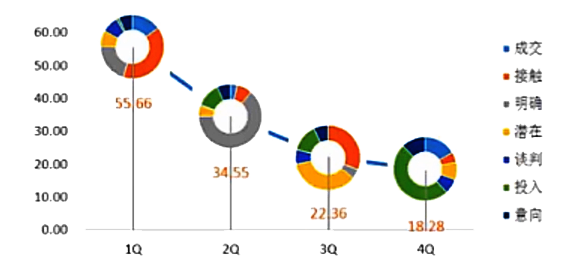 60.00
50.00
40.00
30.00
20.00
10.00
0.00
55.66
34.55
22.36
18.28
1Q
2Q
3Q
4Q
成交
接触
明确
潜在
谈判
投入
意向